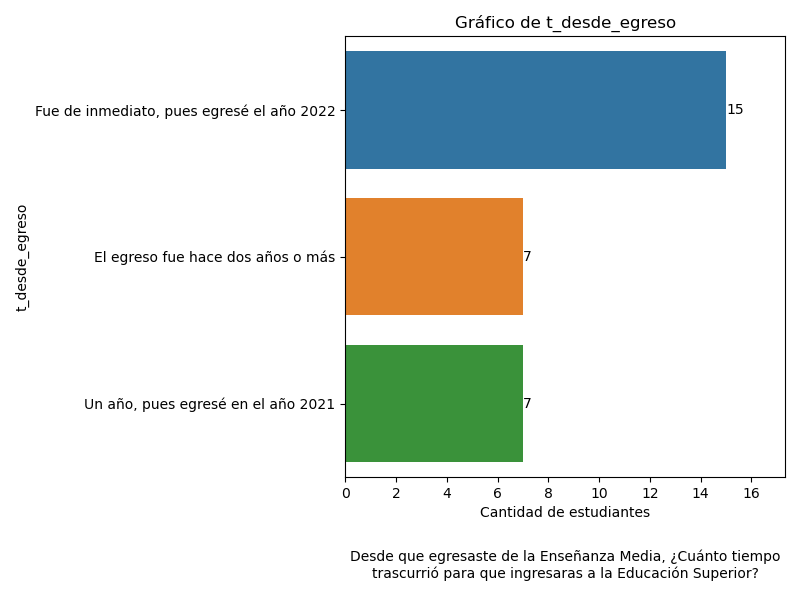 Gráfico de t_desde_egreso
Fue de inmediato, pues egresé el año 2022
15
El egreso fue hace dos años o más
7
Un año, pues egresé en el año 2021
7
t_desde_egreso
0 2 4 6 8 10 12 14 16
Cantidad de estudiantes
Desde que egresaste de la Enseñanza Media, ¿Cuánto tiempo
trascurrió para que ingresaras a la Educación Superior?